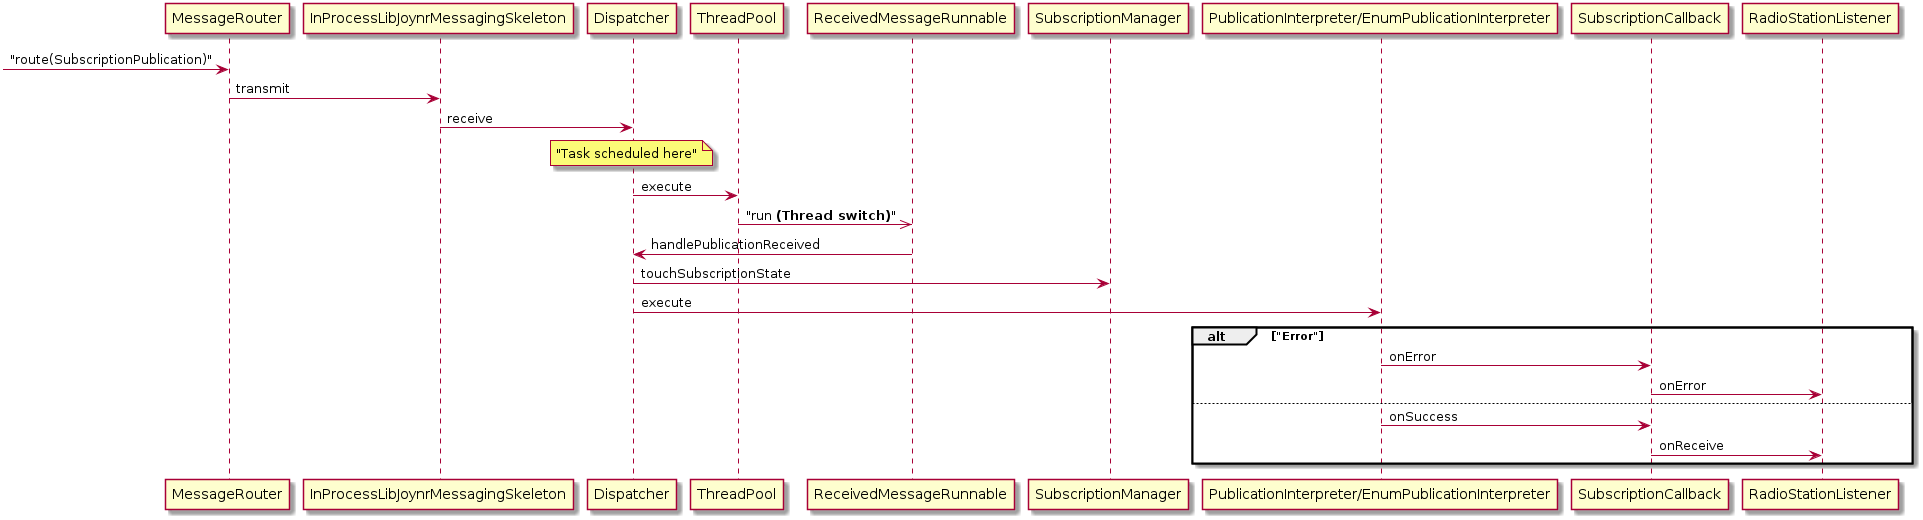 MessageRouter
InProcessLibJoynrMessagingSkeleton
Dispatcher
ThreadPool
ReceivedMessageRunnable
SubscriptionManager
PublicationInterpreter/EnumPublicationInterpreter
SubscriptionCallback
RadioStationListener
"route(SubscriptionPublication)"
transmit
receive
"Task scheduled here"
execute
"run (Thread switch)"
handlePublicationReceived
touchSubscriptionState
execute
alt
["Error"]
onError
onError
onSuccess
onReceive
MessageRouter
InProcessLibJoynrMessagingSkeleton
Dispatcher
ThreadPool
ReceivedMessageRunnable
SubscriptionManager
PublicationInterpreter/EnumPublicationInterpreter
SubscriptionCallback
RadioStationListener